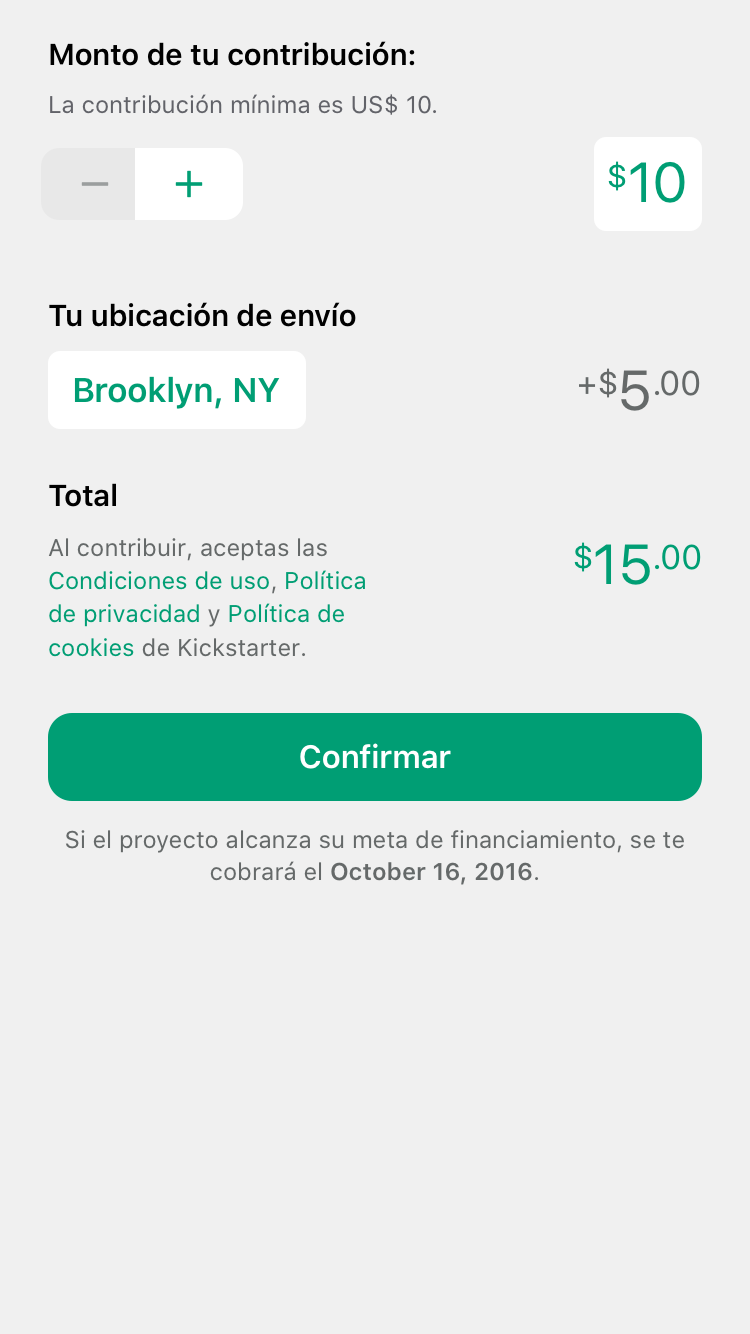 Monto de tu contribución:
La contribución mínima es US$ 10.
− +
$10
Tu ubicación de envío
Brooklyn, NY
+$5.00
Total
Al contribuir, aceptas las
Condiciones de uso, Política
de privacidad y Política de
cookies de Kickstarter.
$15.00
Confirmar
Si el proyecto alcanza su meta de financiamiento, se te
cobrará el October 16, 2016.